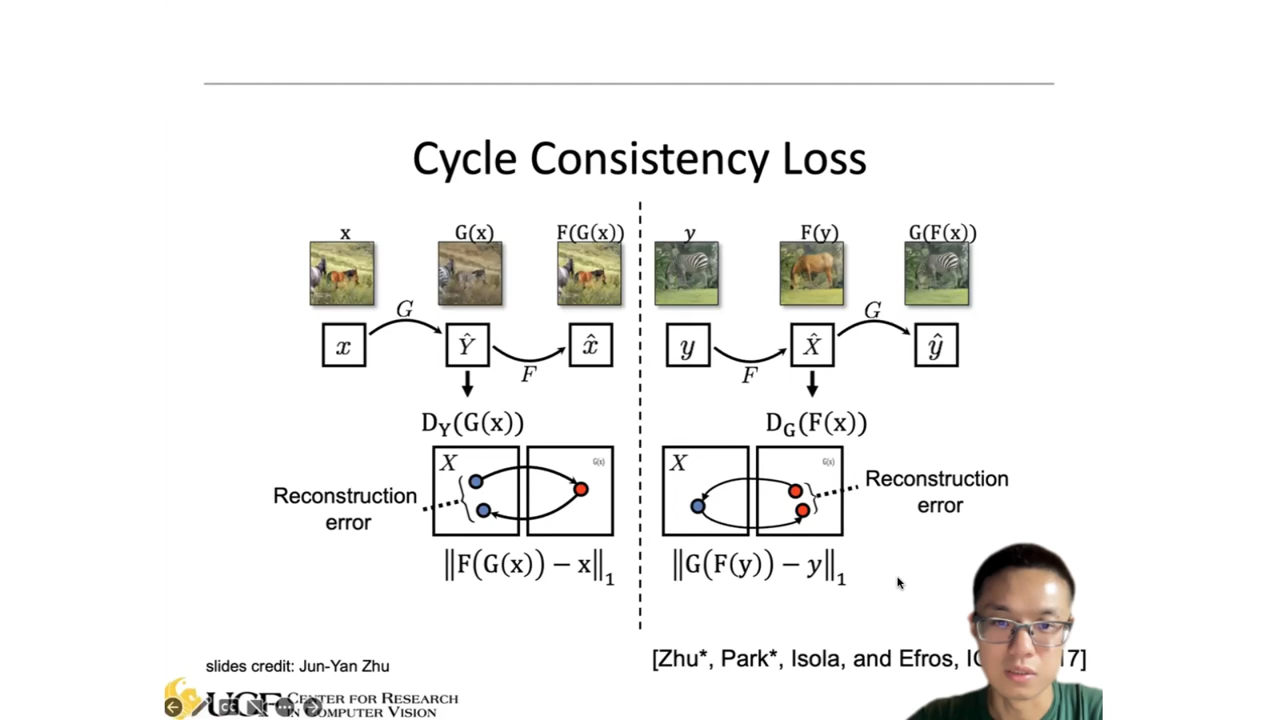 Cycle Consistency Loss
x G(x) F(G(x)) y F(y) G(F(x))
G G
x Ŷ x̂ y X̂ ŷ
F F
D_Y(G(x)) D_G(F(x))
X G(x) X G(x)
Reconstruction
error
Reconstruction
error
‖F(G(x)) − x‖₁ ‖G(F(y)) − y‖₁
[Zhu*, Park*, Isola, and Efros, 17]
slides credit: Jun-Yan Zhu
UCF CENTER FOR RESEARCH
IN COMPUTER VISION